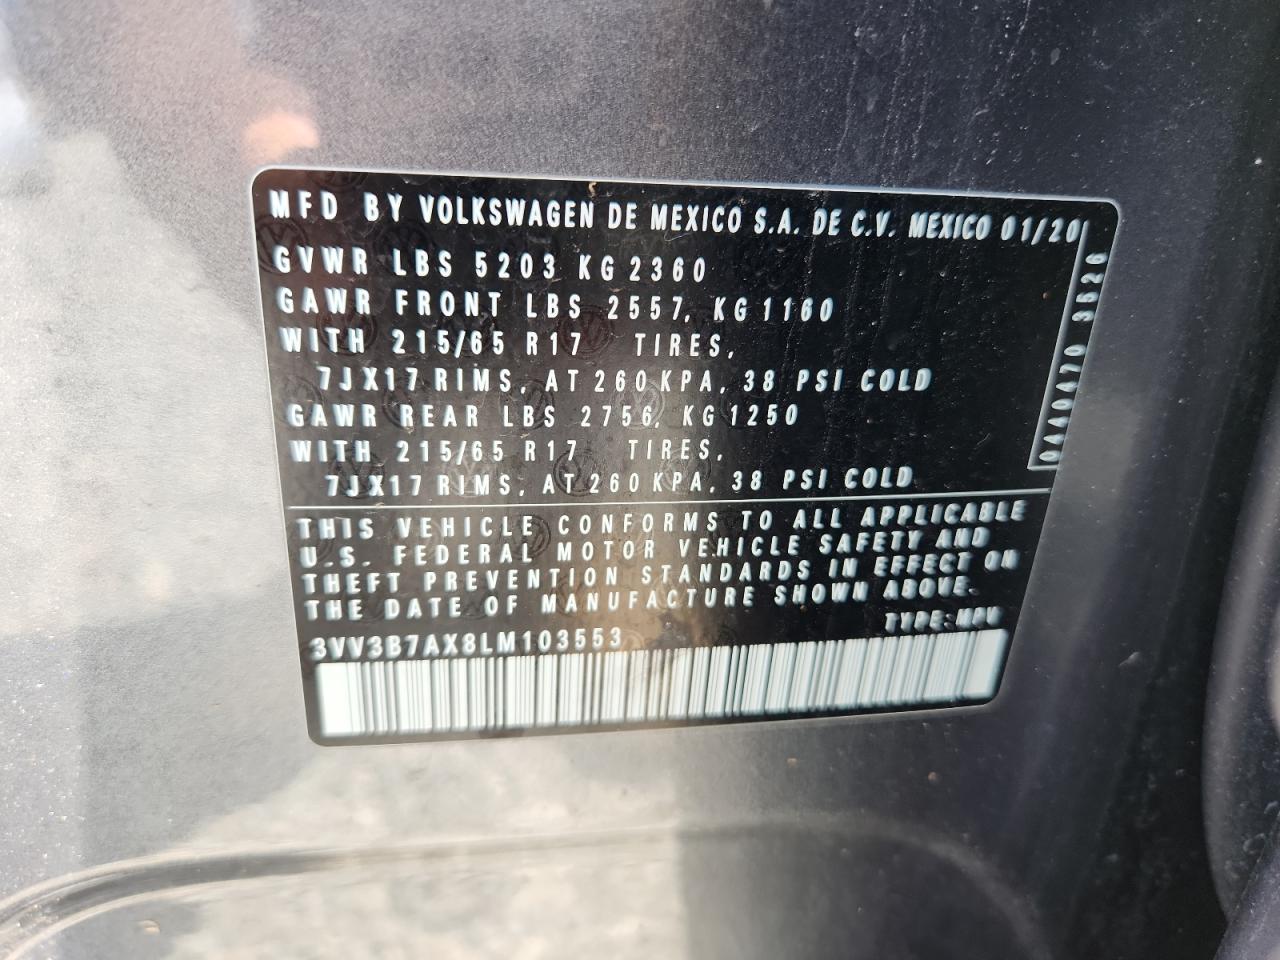 MFD BY VOLKSWAGEN DE MEXICO S.A. DE C.V. MEXICO 01/20
GVWR LBS 5203 KG 2360
GAWR FRONT LBS 2557, KG 1160
WITH 215/65 R17 TIRES,
7JX17 RIMS, AT 260 KPA, 38 PSI COLD
GAWR REAR LBS 2756, KG 1250
WITH 215/65 R17 TIRES,
7JX17 RIMS, AT 260 KPA, 38 PSI COLD
THIS VEHICLE CONFORMS TO ALL APPLICABLE
U.S. FEDERAL MOTOR VEHICLE SAFETY AND
THEFT PREVENTION STANDARDS IN EFFECT ON
THE DATE OF MANUFACTURE SHOWN ABOVE.
TYPE: MPV
3VV3B7AX8LM103553